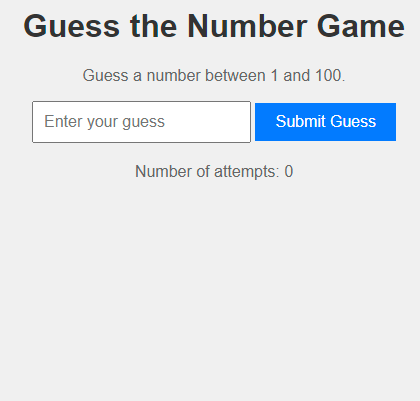 Guess the Number Game
Guess a number between 1 and 100.
Enter your guess Submit Guess
Number of attempts: 0